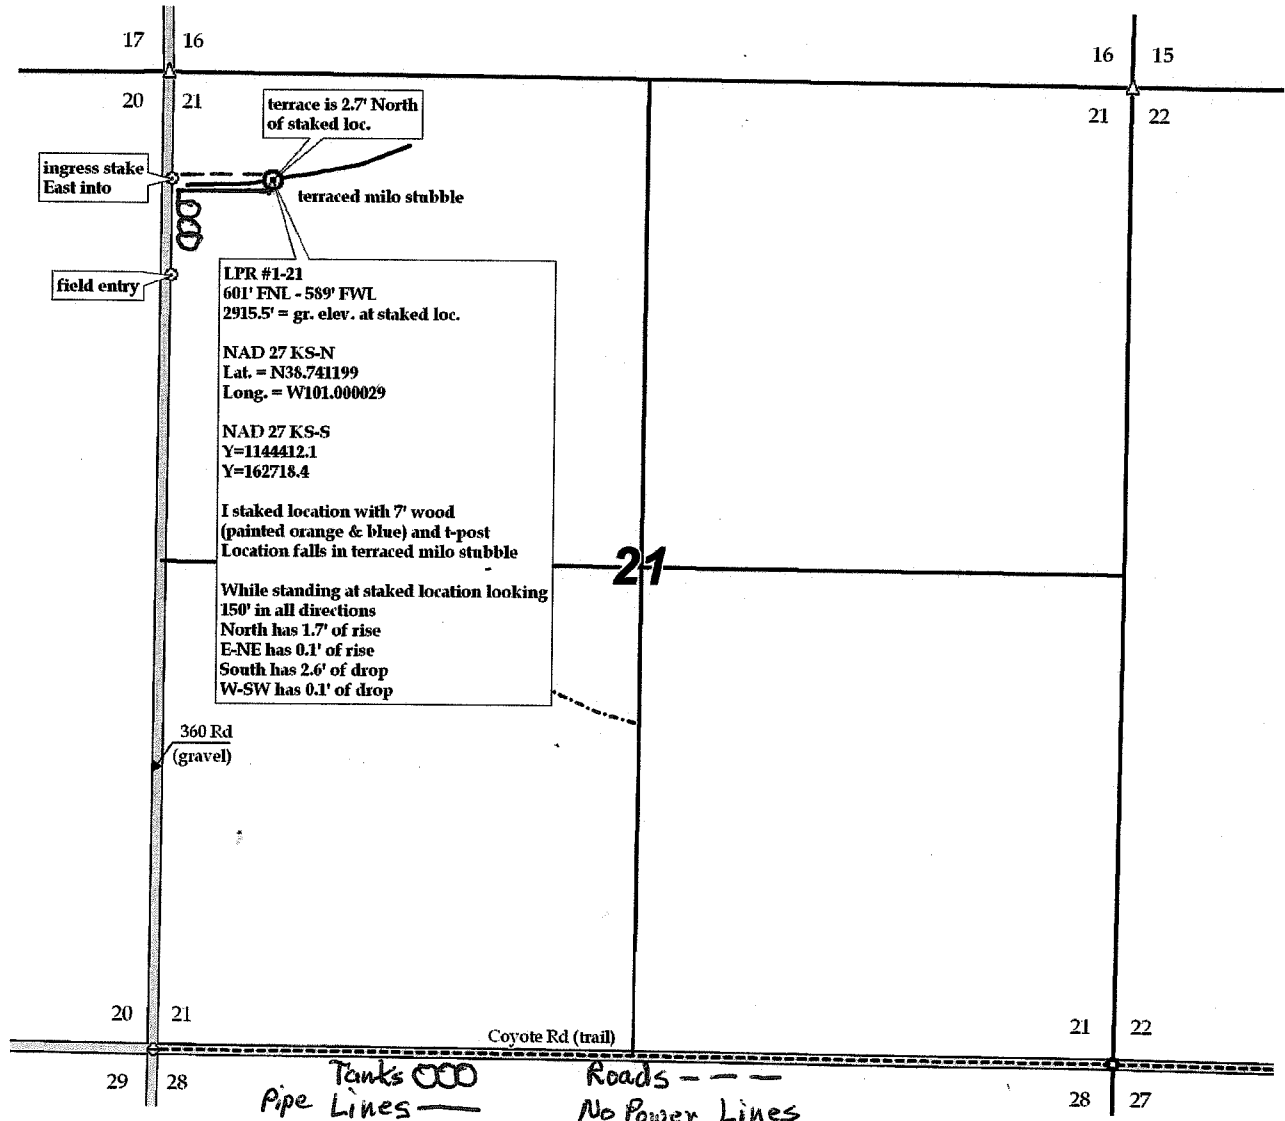 17 16
16 15
20 21
21 22
terrace is 2.7' North
of staked loc.
ingress stake
East into
terraced milo stubble
field entry
LPR #1-21
601' FNL - 589' FWL
2915.5' = gr. elev. at staked loc.
NAD 27 KS-N
Lat. = N38.741199
Long. = W101.000029
NAD 27 KS-S
Y=1144412.1
Y=162718.4
I staked location with 7' wood
(painted orange & blue) and t-post
Location falls in terraced milo stubble
21
While standing at staked location looking
150' in all directions
North has 1.7' of rise
E-NE has 0.1' of rise
South has 2.6' of drop
W-SW has 0.1' of drop
360 Rd
(gravel)
20 21
21 22
Coyote Rd (trail)
29 28
28 27
Tanks
Roads
Pipe Lines
No Power Lines